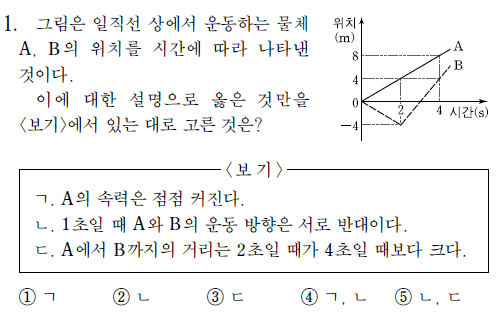 1. 그림은 일직선 상에서 운동하는 물체
A, B의 위치를 시간에 따라 나타낸
것이다.
이에 대한 설명으로 옳은 것만을
<보기>에서 있는 대로 고른 것은?
위치
(m)
8
4
0
-4
2
4
시간(s)
A
B
<보 기>
ㄱ. A의 속력은 점점 커진다.
ㄴ. 1초일 때 A와 B의 운동 방향은 서로 반대이다.
ㄷ. A에서 B까지의 거리는 2초일 때가 4초일 때보다 크다.
① ㄱ ② ㄴ ③ ㄷ ④ ㄱ, ㄴ ⑤ ㄴ, ㄷ